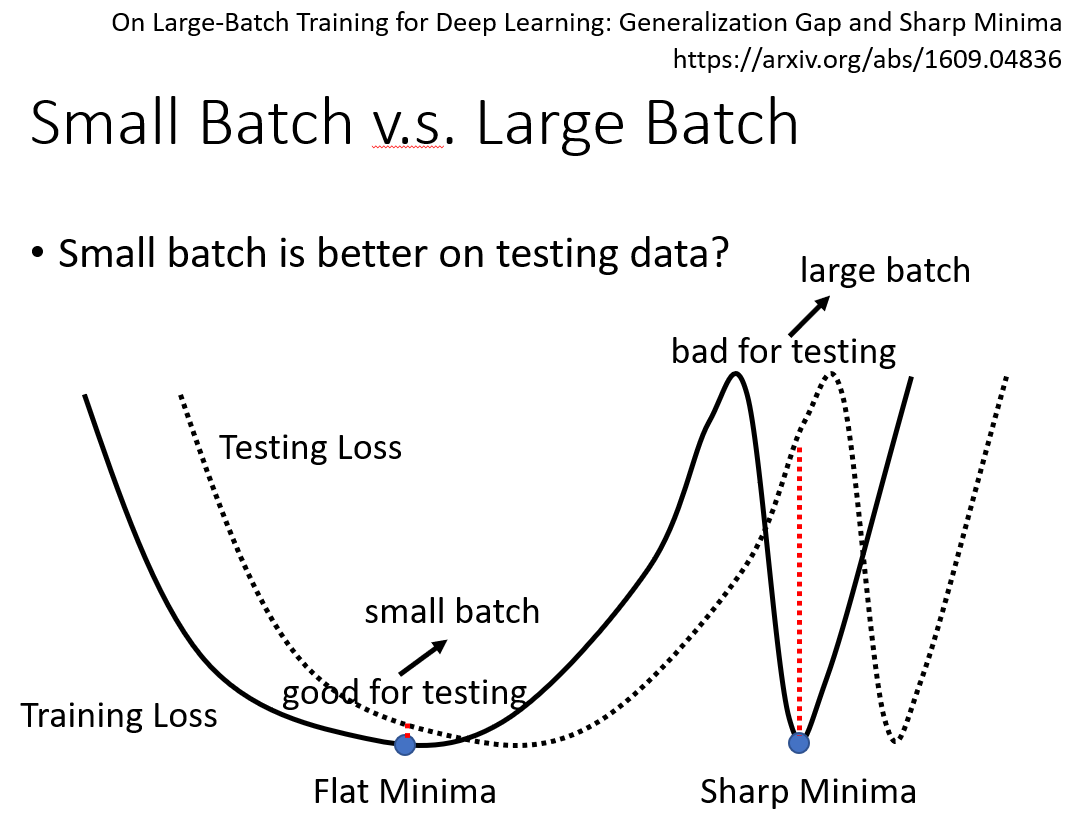 On Large-Batch Training for Deep Learning: Generalization Gap and Sharp Minima
https://arxiv.org/abs/1609.04836
Small Batch v.s. Large Batch
• Small batch is better on testing data?
large batch
bad for testing
Testing Loss
small batch
good for testing
Training Loss
Flat Minima
Sharp Minima